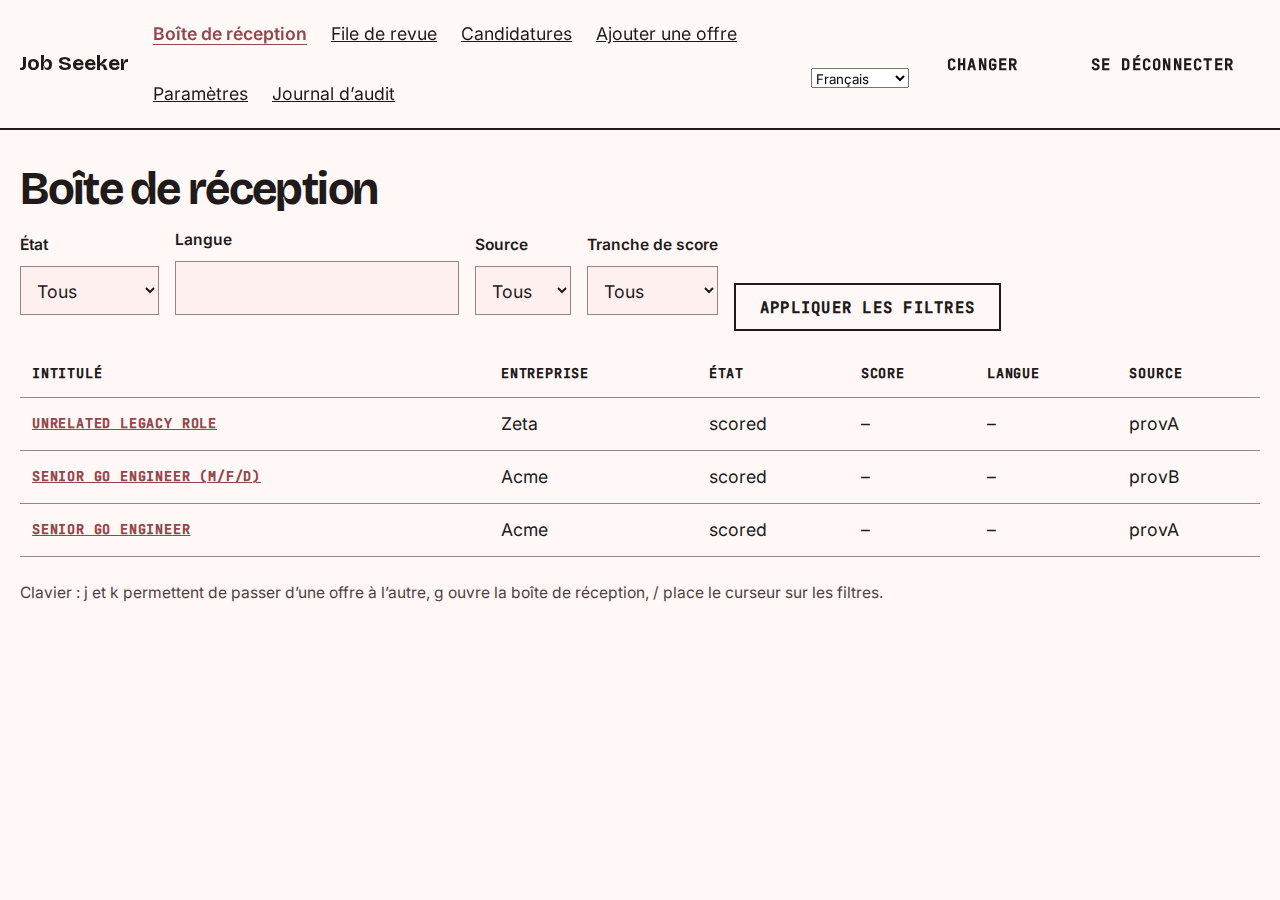 Job Seeker
Boîte de réception File de revue Candidatures Ajouter une offre
Paramètres Journal d’audit
Français CHANGER SE DÉCONNECTER
Boîte de réception
État Langue Source Tranche de score
Tous Tous Tous APPLIQUER LES FILTRES
INTITULÉ ENTREPRISE ÉTAT SCORE LANGUE SOURCE
UNRELATED LEGACY ROLE Zeta scored – – provA
SENIOR GO ENGINEER (M/F/D) Acme scored – – provB
SENIOR GO ENGINEER Acme scored – – provA
Clavier : j et k permettent de passer d’une offre à l’autre, g ouvre la boîte de réception, / place le curseur sur les filtres.